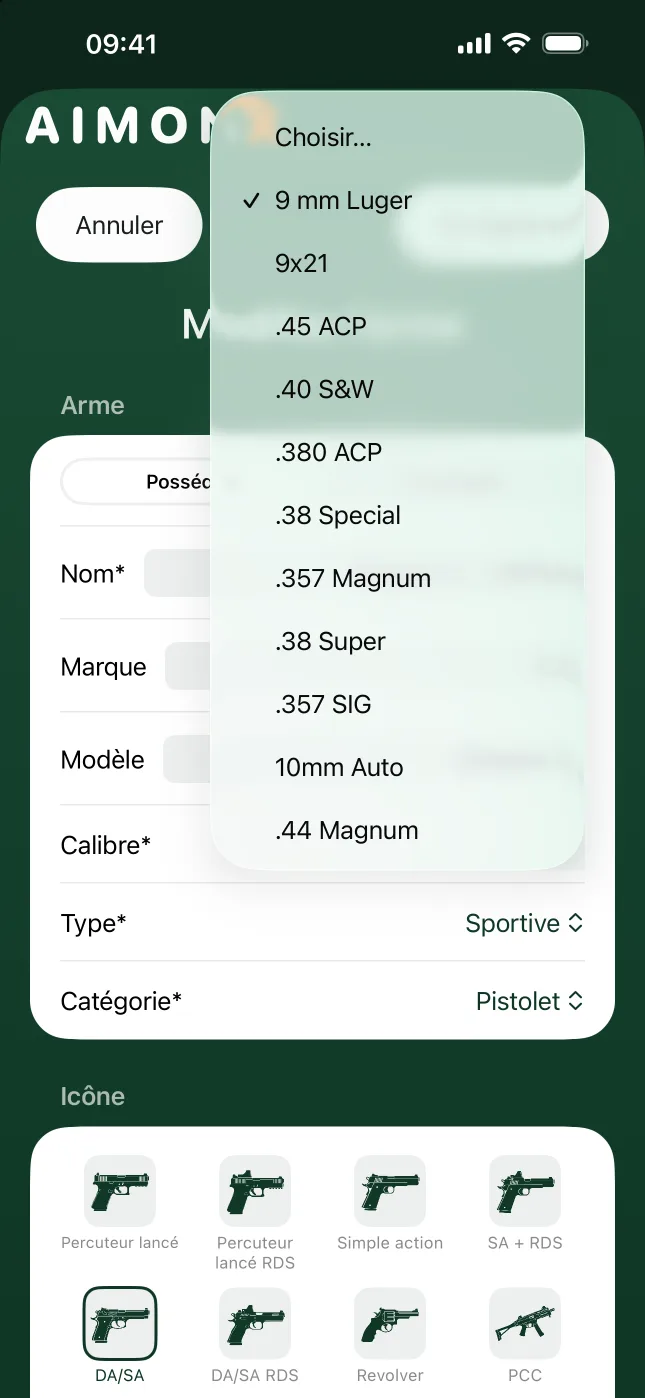 09:41
AIMON
Annuler
Choisir...
✓ 9 mm Luger
9x21
.45 ACP
.40 S&W
.380 ACP
.38 Special
.357 Magnum
.38 Super
.357 SIG
10mm Auto
.44 Magnum
Arme
Nom*
Marque
Modèle
Calibre*
Type*
Sportive
Catégorie*
Pistolet
Icône
Percuteur lancé
Percuteur
lancé RDS
Simple action
SA + RDS
DA/SA
DA/SA RDS
Revolver
PCC